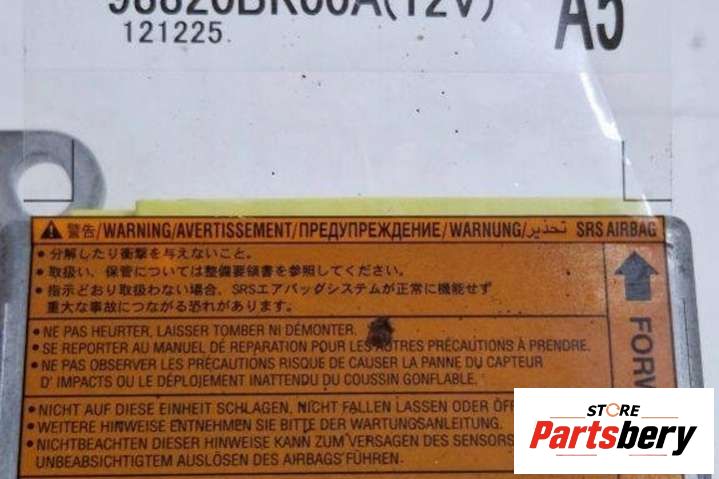 98820BR00A(12V)
121225.
A5
⚠ 警告/WARNING/AVERTISSEMENT/ПРЕДУПРЕЖДЕНИЕ/WARNUNG/تحذير SRS AIRBAG
• 分解したり衝撃を与えないこと。
• 取扱い、保管については整備要領書を参照してください。
• 指示どおり取扱わない場合、SRSエアバッグシステムが正常に機能せず
重大な事故につながる恐れがあります。
• NE PAS HEURTER, LAISSER TOMBER NI DÉMONTER.
• SE REPORTER AU MANUEL DE REPARATION POUR LES AUTRES PRÉCAUTIONS À PRENDRE.
• NE PAS OBSERVER LES PRÉCAUTIONS RISQUE DE CAUSER LA PANNE DU CAPTEUR
D' IMPACTS OU LE DÉPLOIEMENT INATTENDU DU COUSSIN GONFLABLE.
• NICHT AUF DIESE EINHEIT SCHLAGEN, NICHT FALLEN LASSEN ODER
• WEITERE HINWEISE ENTNEHMEN SIE BITTE DER WARTUNGSANLEITUNG.
• NICHTBEACHTEN DIESER HINWEISE KANN ZUM VERSAGEN DES SENSORS
UNBEABSICHTIGTEM AUSLÖSEN DES AIRBAGS FÜHREN.
FORW
STORE
Partsbery